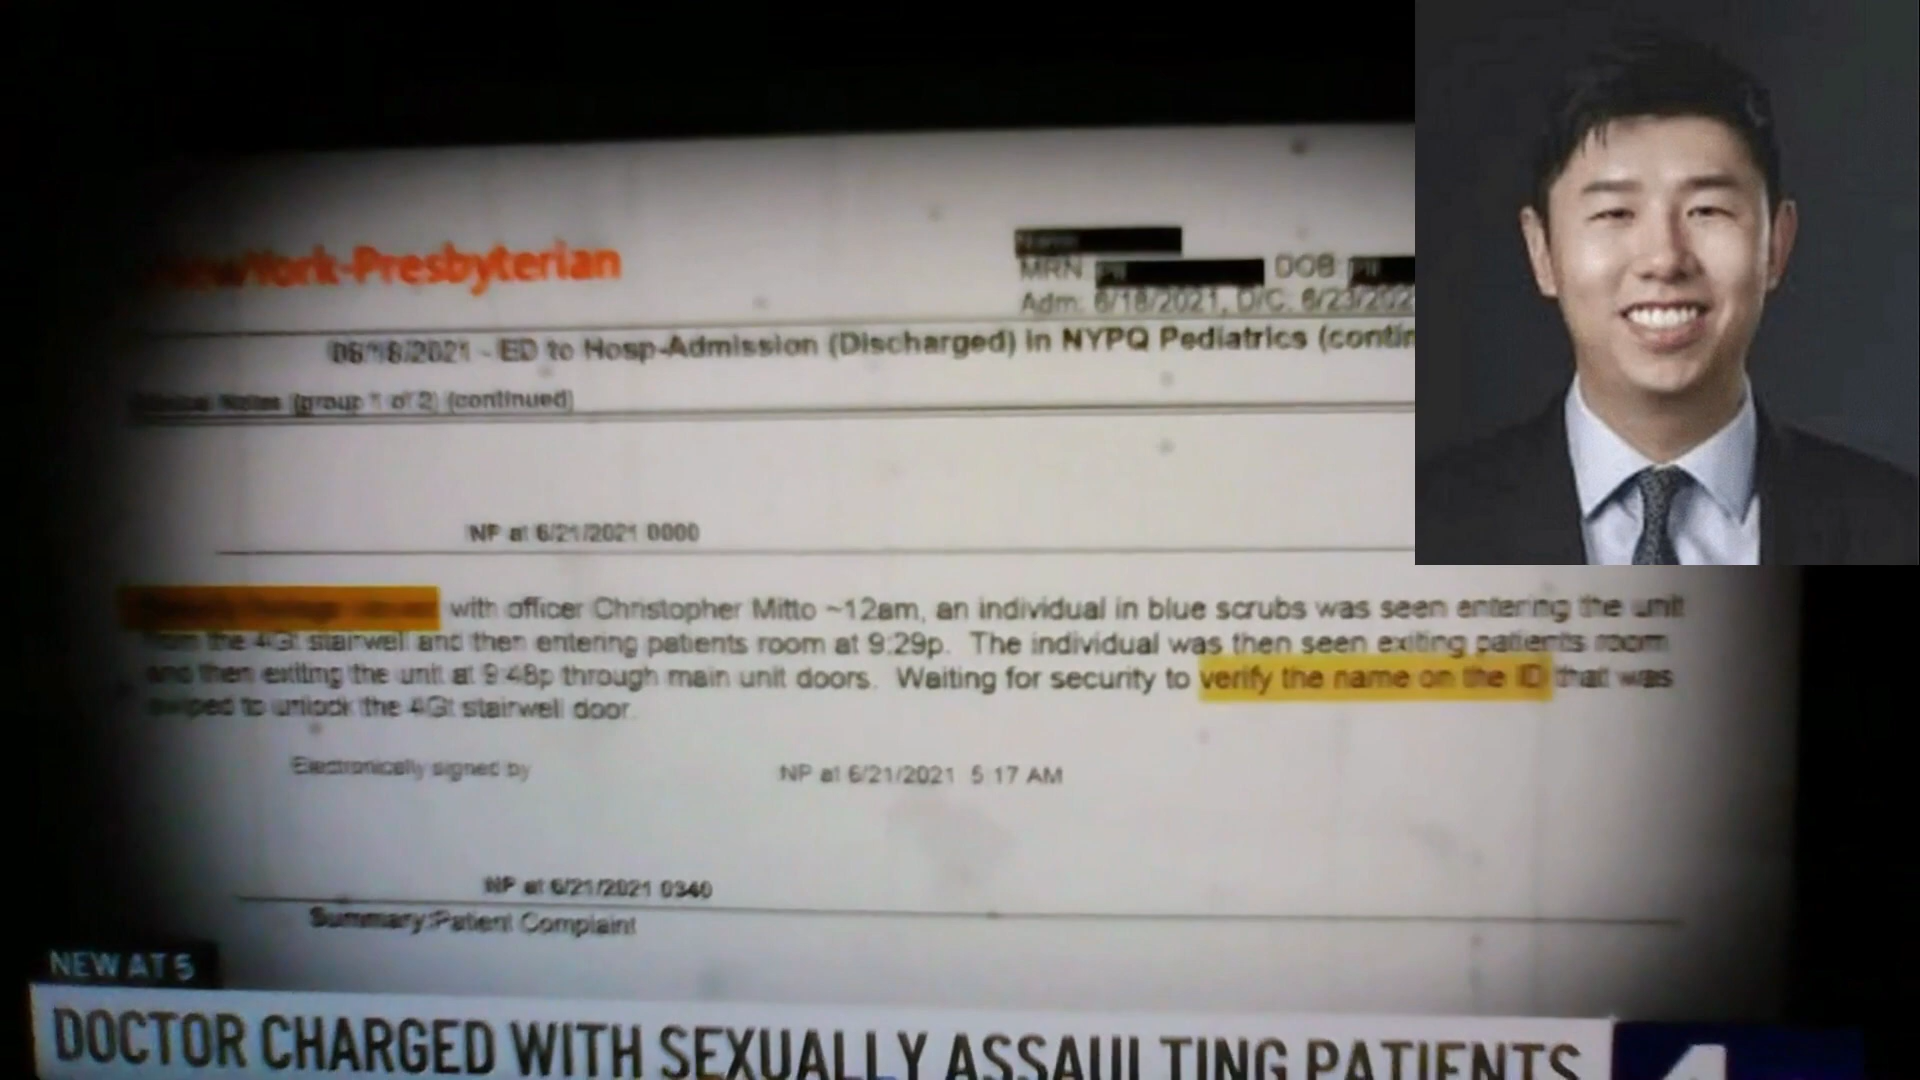 NewYork-Presbyterian
Name
MRN DOB
Adm: 6/18/2021, D/C: 6/23/202
06/18/2021 - ED to Hosp-Admission (Discharged) in NYPQ Pediatrics (contin
Notes (group 1 of 2) (continued)
NP at 6/21/2021 0000
with officer Christopher Mitto ~12am, an individual in blue scrubs was seen entering the unit
from the 4Gt stairwell and then entering patients room at 9:29p. The individual was then seen exiting patients room
and then exiting the unit at 9:48p through main unit doors. Waiting for security to verify the name on the ID that was
swiped to unlock the 4Gt stairwell door.
Electronically signed by NP at 6/21/2021 5:17 AM
NP at 6/21/2021 0340
Summary:Patient Complaint
NEW AT 5
DOCTOR CHARGED WITH SEXUALLY ASSAULTING PATIENTS
4